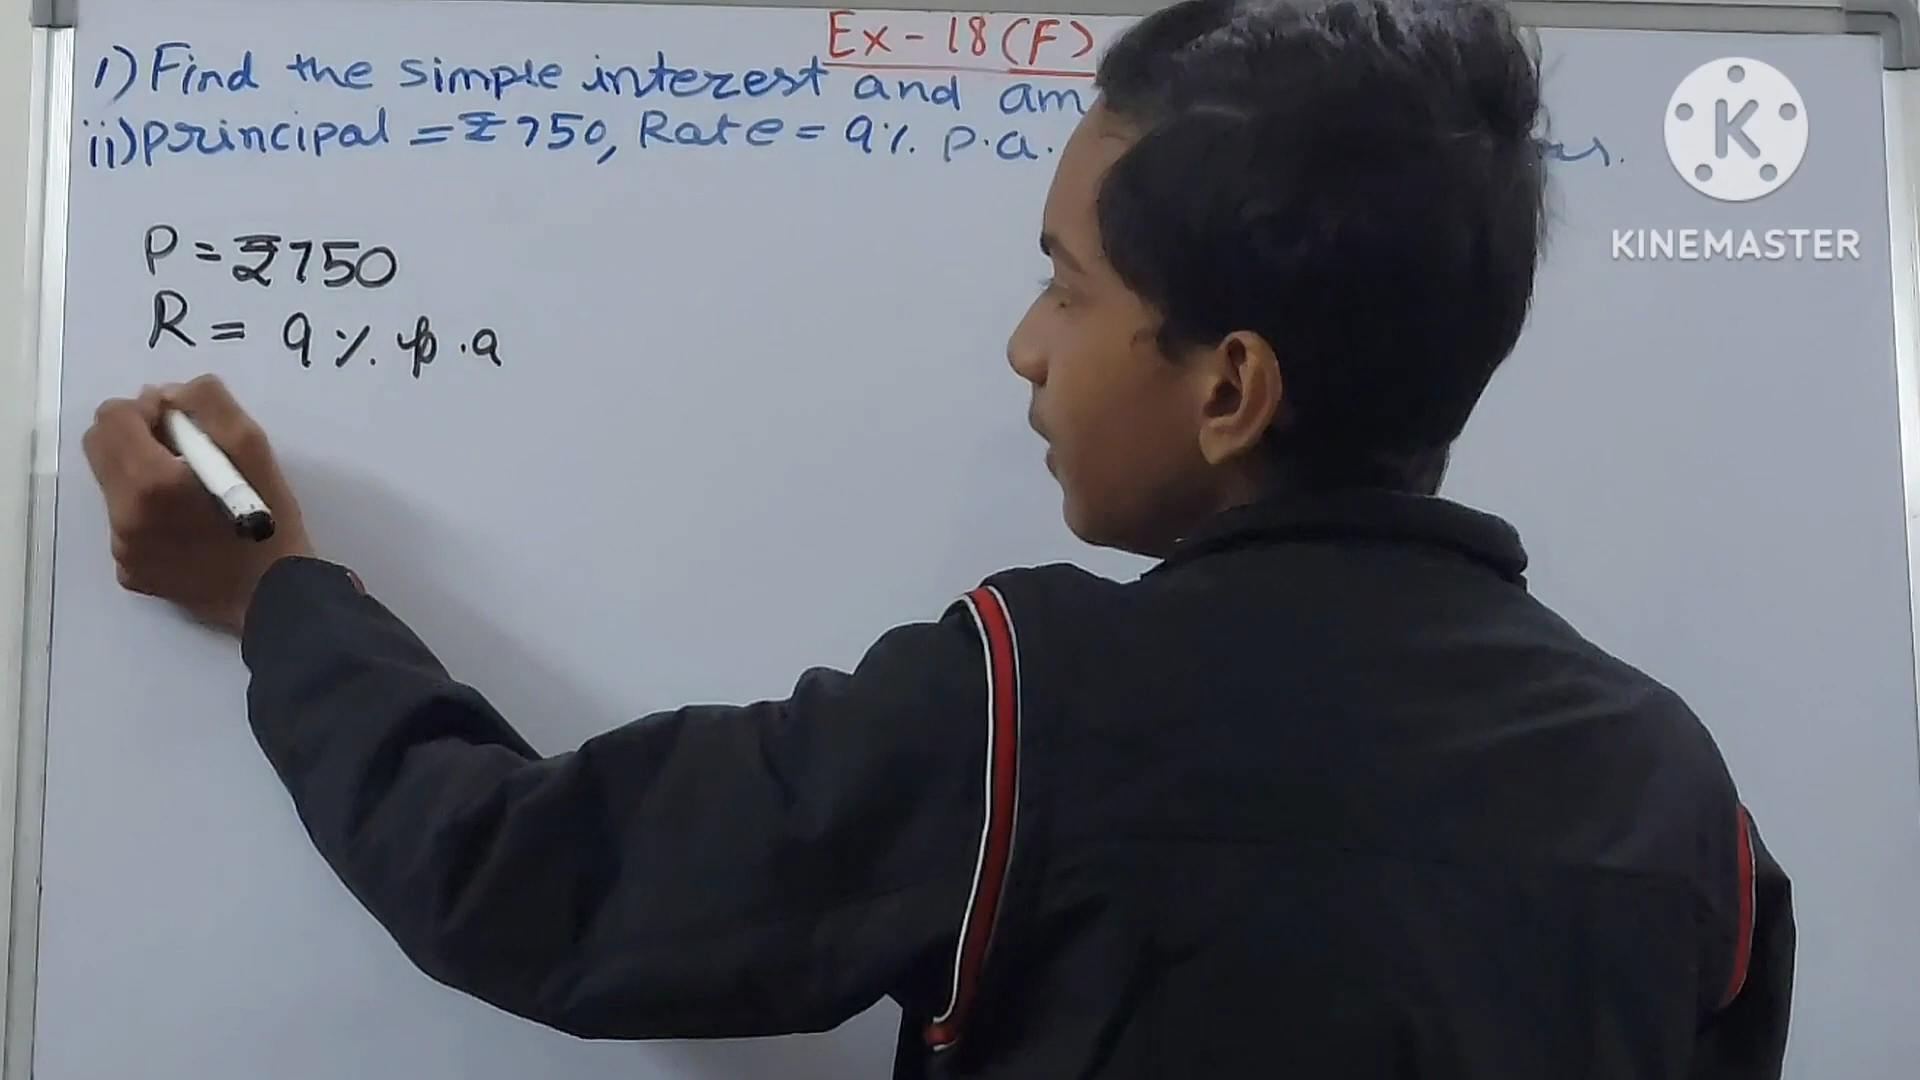 Ex-18(F)
1) Find the simple interest and am
ii) principal = ₹750, Rate = 9% p.a.
P = ₹750
R = 9% p.a
K
KINEMASTER